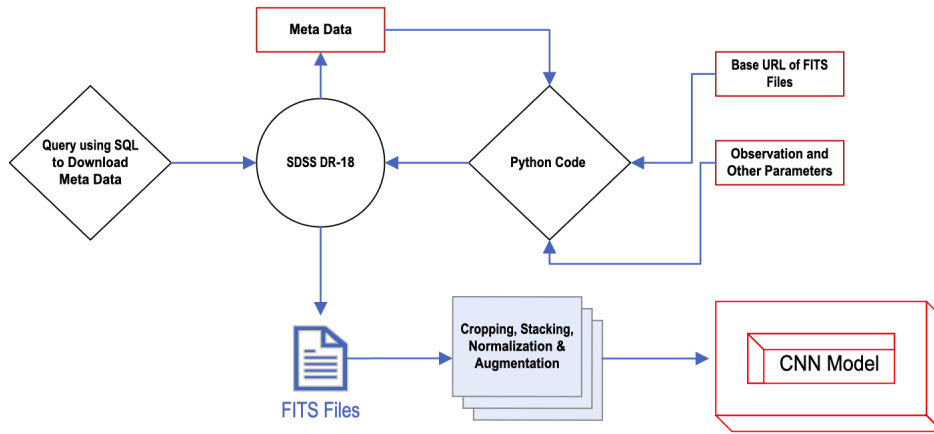 Meta Data
Base URL of FITS
Files
Query using SQL
to Download
Meta Data
SDSS DR-18
Python Code
Observation and
Other Parameters
Cropping, Stacking,
Normalization &
Augmentation
CNN Model
FITS Files